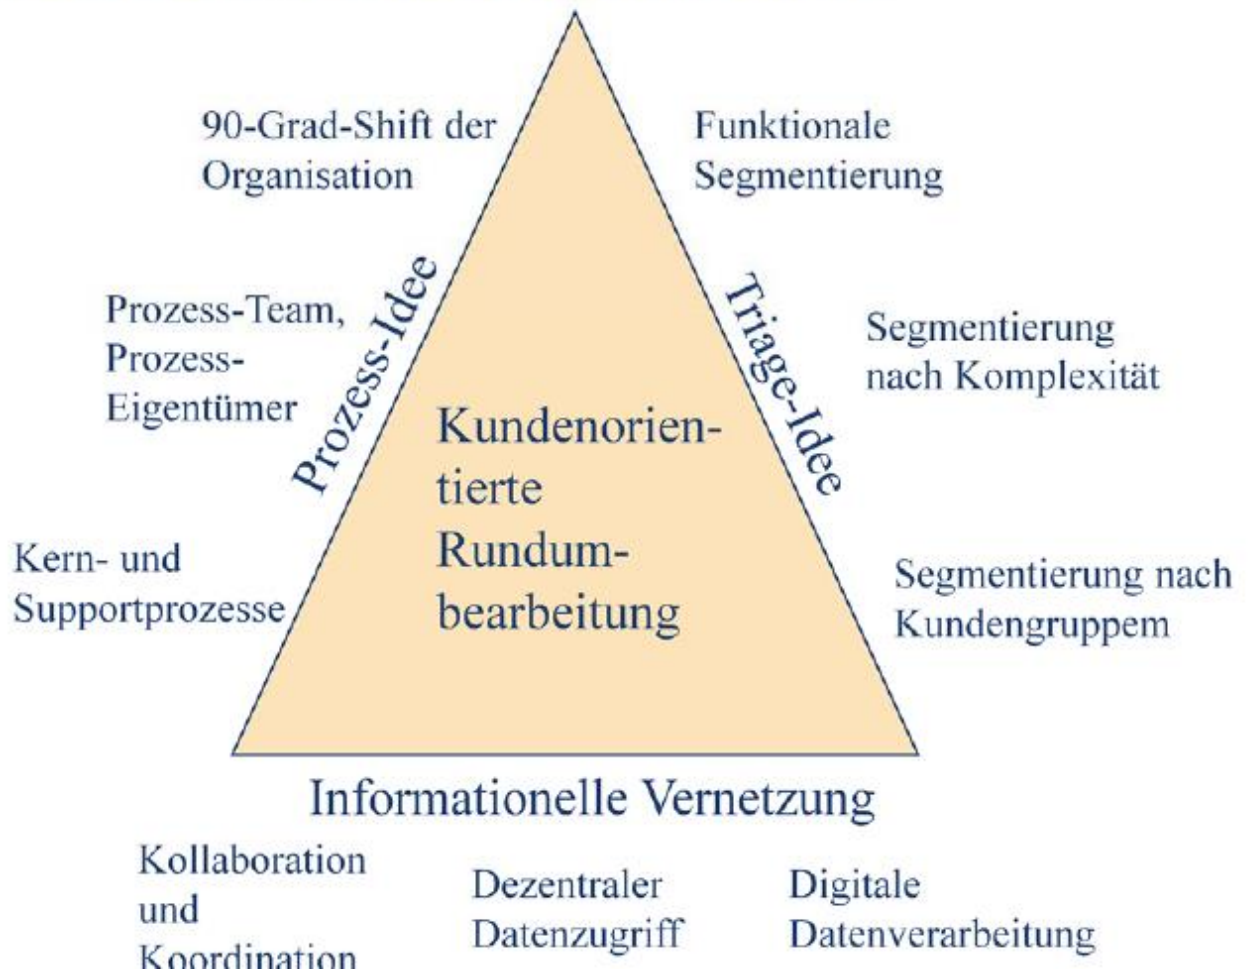 90-Grad-Shift der
Organisation
Funktionale
Segmentierung
Prozess-Idee
Triage-Idee
Prozess-Team,
Prozess-
Eigentümer
Segmentierung
nach Komplexität
Kundenorien-
tierte
Rundum-
bearbeitung
Kern- und
Supportprozesse
Segmentierung nach
Kundengruppem
Informationelle Vernetzung
Kollaboration
und
Koordination
Dezentraler
Datenzugriff
Digitale
Datenverarbeitung